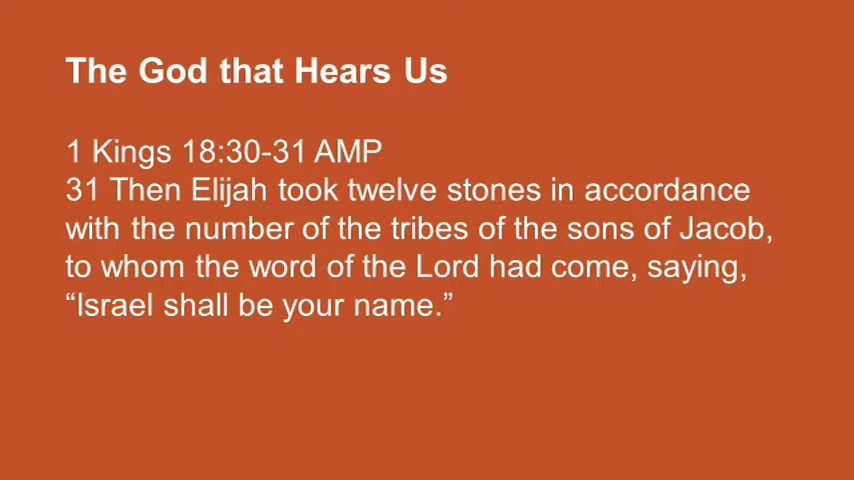 The God that Hears Us
1 Kings 18:30-31 AMP
31 Then Elijah took twelve stones in accordance
with the number of the tribes of the sons of Jacob,
to whom the word of the Lord had come, saying,
“Israel shall be your name.”